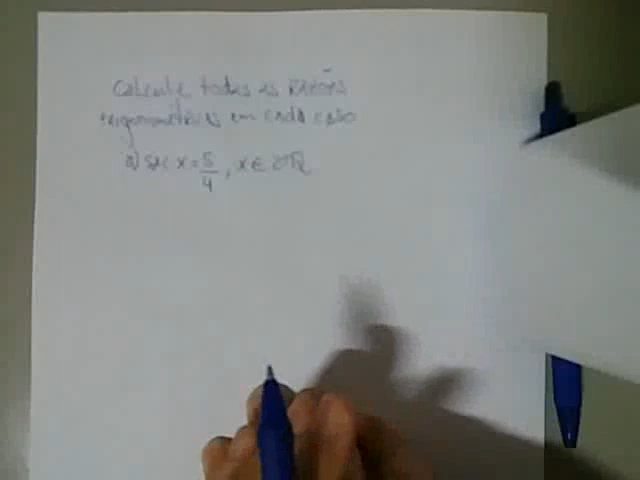 Calcule todas as Razões
trigonométricas em cada caso
a) sec x = 5/4, x ∈ 2ºQ